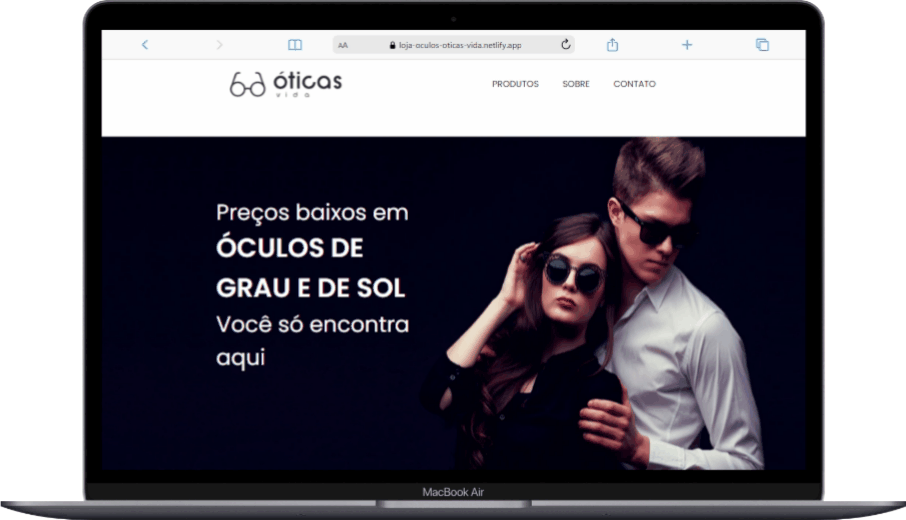 AA loja-oculos-oticas-vida.netlify.app
óticas
vida
PRODUTOS SOBRE CONTATO
Preços baixos em
ÓCULOS DE
GRAU E DE SOL
Você só encontra
aqui
MacBook Air